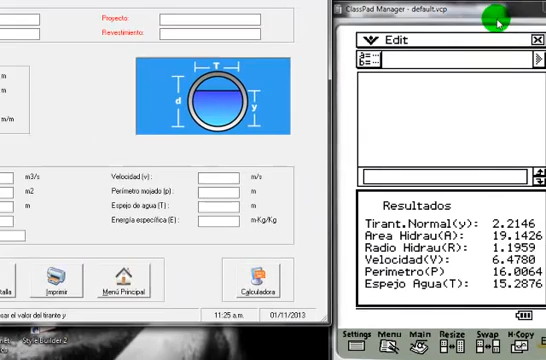 ClassPad Manager - default.vcp
Proyecto:
Revestimiento:
Edit
a=...
b=...
m
m
m/m
T
d
y
m3/s
Velocidad (v) :
m/s
m2
Perímetro mojado (p) :
m
m
Espejo de agua (T) :
m
Energía específica (E) :
m-Kg/Kg
Imprimir
Menú Principal
Calculadora
sar el valor del tirante y
11:25 a.m.
01/11/2013
Style Builder 2
Resultados
Tirant.Normal(y): 2.2146
Area Hidrau(A): 19.1426
Radio Hidrau(R): 1.1959
Velocidad(V): 6.4780
Perimetro(P) 16.0064
Espejo Agua(T): 15.2876
Settings Menu Main Resize Swap H-Copy